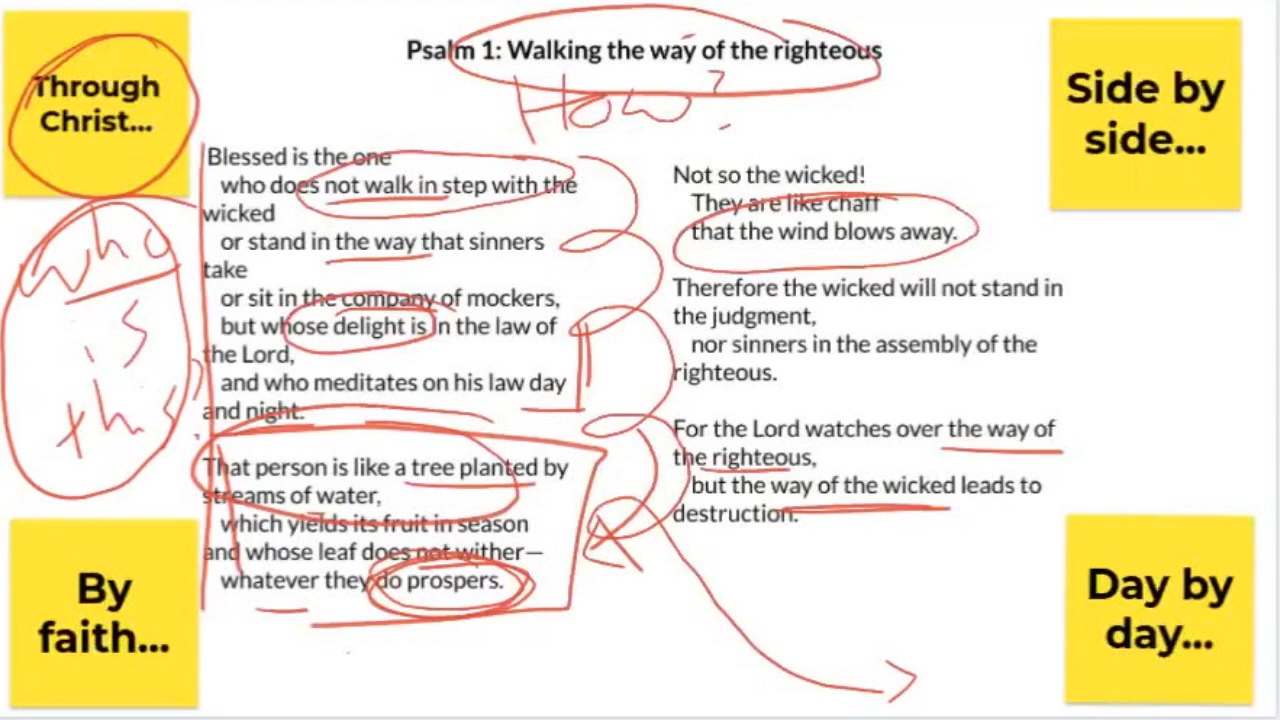 Psalm 1: Walking the way of the righteous
How?
Through
Christ...
Who
is
this?
By
faith...
Blessed is the one
who does not walk in step with the
wicked
or stand in the way that sinners
take
or sit in the company of mockers,
but whose delight is in the law of
the Lord,
and who meditates on his law day
and night.
That person is like a tree planted by
streams of water,
which yields its fruit in season
and whose leaf does not wither—
whatever they do prospers.
Not so the wicked!
They are like chaff
that the wind blows away.
Therefore the wicked will not stand in
the judgment,
nor sinners in the assembly of the
righteous.
For the Lord watches over the way of
the righteous,
but the way of the wicked leads to
destruction.
Side by
side...
Day by
day...